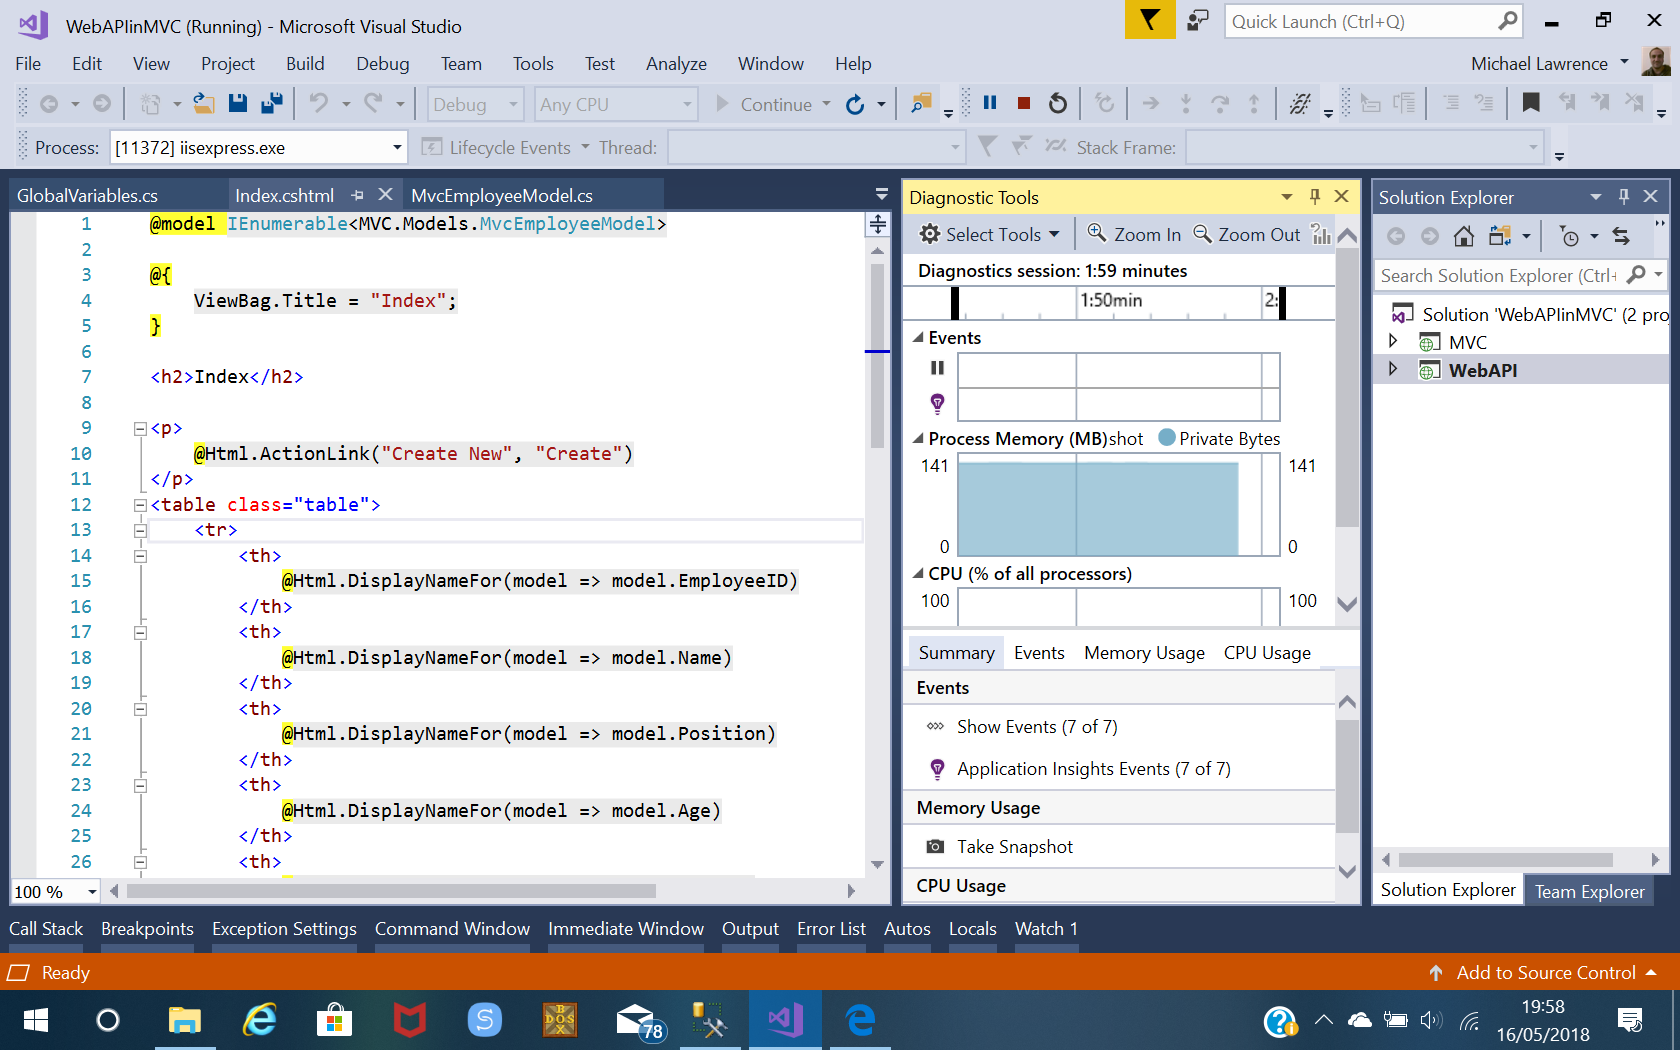 WebAPIinMVC (Running) - Microsoft Visual Studio
Quick Launch (Ctrl+Q)
File Edit View Project Build Debug Team Tools Test Analyze Window Help
Michael Lawrence
Debug Any CPU Continue
Process: [11372] iisexpress.exe Lifecycle Events Thread: Stack Frame:
GlobalVariables.cs Index.cshtml MvcEmployeeModel.cs
1 @model IEnumerable<MVC.Models.MvcEmployeeModel>
2
3 @{
4 ViewBag.Title = "Index";
5 }
6
7 <h2>Index</h2>
8
9 <p>
10 @Html.ActionLink("Create New", "Create")
11 </p>
12 <table class="table">
13 <tr>
14 <th>
15 @Html.DisplayNameFor(model => model.EmployeeID)
16 </th>
17 <th>
18 @Html.DisplayNameFor(model => model.Name)
19 </th>
20 <th>
21 @Html.DisplayNameFor(model => model.Position)
22 </th>
23 <th>
24 @Html.DisplayNameFor(model => model.Age)
25 </th>
26 <th>
100 %
Diagnostic Tools
Select Tools Zoom In Zoom Out
Diagnostics session: 1:59 minutes
1:50min 2:
Events
Process Memory (MB) shot Private Bytes
141 141
0 0
CPU (% of all processors)
100 100
Summary Events Memory Usage CPU Usage
Events
Show Events (7 of 7)
Application Insights Events (7 of 7)
Memory Usage
Take Snapshot
CPU Usage
Solution Explorer
Search Solution Explorer (Ctrl+
Solution 'WebAPIinMVC' (2 pro
MVC
WebAPI
Solution Explorer Team Explorer
Call Stack Breakpoints Exception Settings Command Window Immediate Window Output Error List Autos Locals Watch 1
Ready
Add to Source Control
DOS
BOX
78
19:58
16/05/2018